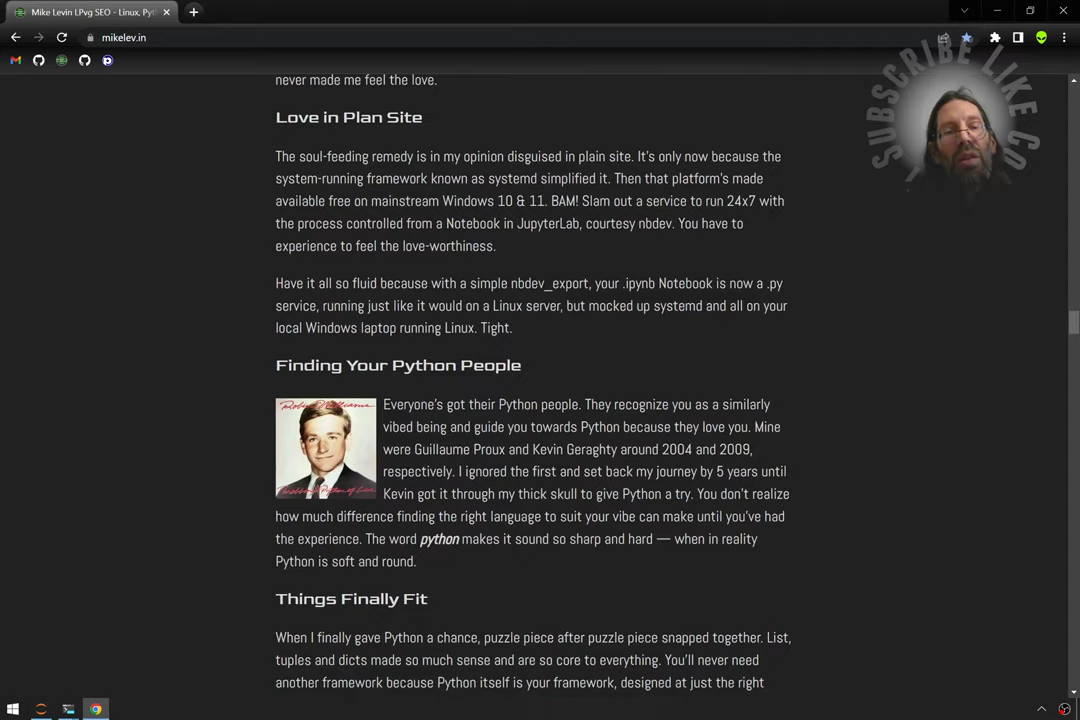 Mike Levin LPvg SEO - Linux, Pyth
mikelev.in
SUBSCRIBE LIKE CO
never made me feel the love.
Love in Plan Site
The soul-feeding remedy is in my opinion disguised in plain site. It's only now because the
system-running framework known as systemd simplified it. Then that platform's made
available free on mainstream Windows 10 & 11. BAM! Slam out a service to run 24x7 with
the process controlled from a Notebook in JupyterLab, courtesy nbdev. You have to
experience to feel the love-worthiness.
Have it all so fluid because with a simple nbdev_export, your .ipynb Notebook is now a .py
service, running just like it would on a Linux server, but mocked up systemd and all on your
local Windows laptop running Linux. Tight.
Finding Your Python People
Everyone's got their Python people. They recognize you as a similarly
vibed being and guide you towards Python because they love you. Mine
were Guillaume Proux and Kevin Geraghty around 2004 and 2009,
respectively. I ignored the first and set back my journey by 5 years until
Kevin got it through my thick skull to give Python a try. You don't realize
how much difference finding the right language to suit your vibe can make until you've had
the experience. The word python makes it sound so sharp and hard — when in reality
Python is soft and round.
Things Finally Fit
When I finally gave Python a chance, puzzle piece after puzzle piece snapped together. List,
tuples and dicts made so much sense and are so core to everything. You'll never need
another framework because Python itself is your framework, designed at just the right